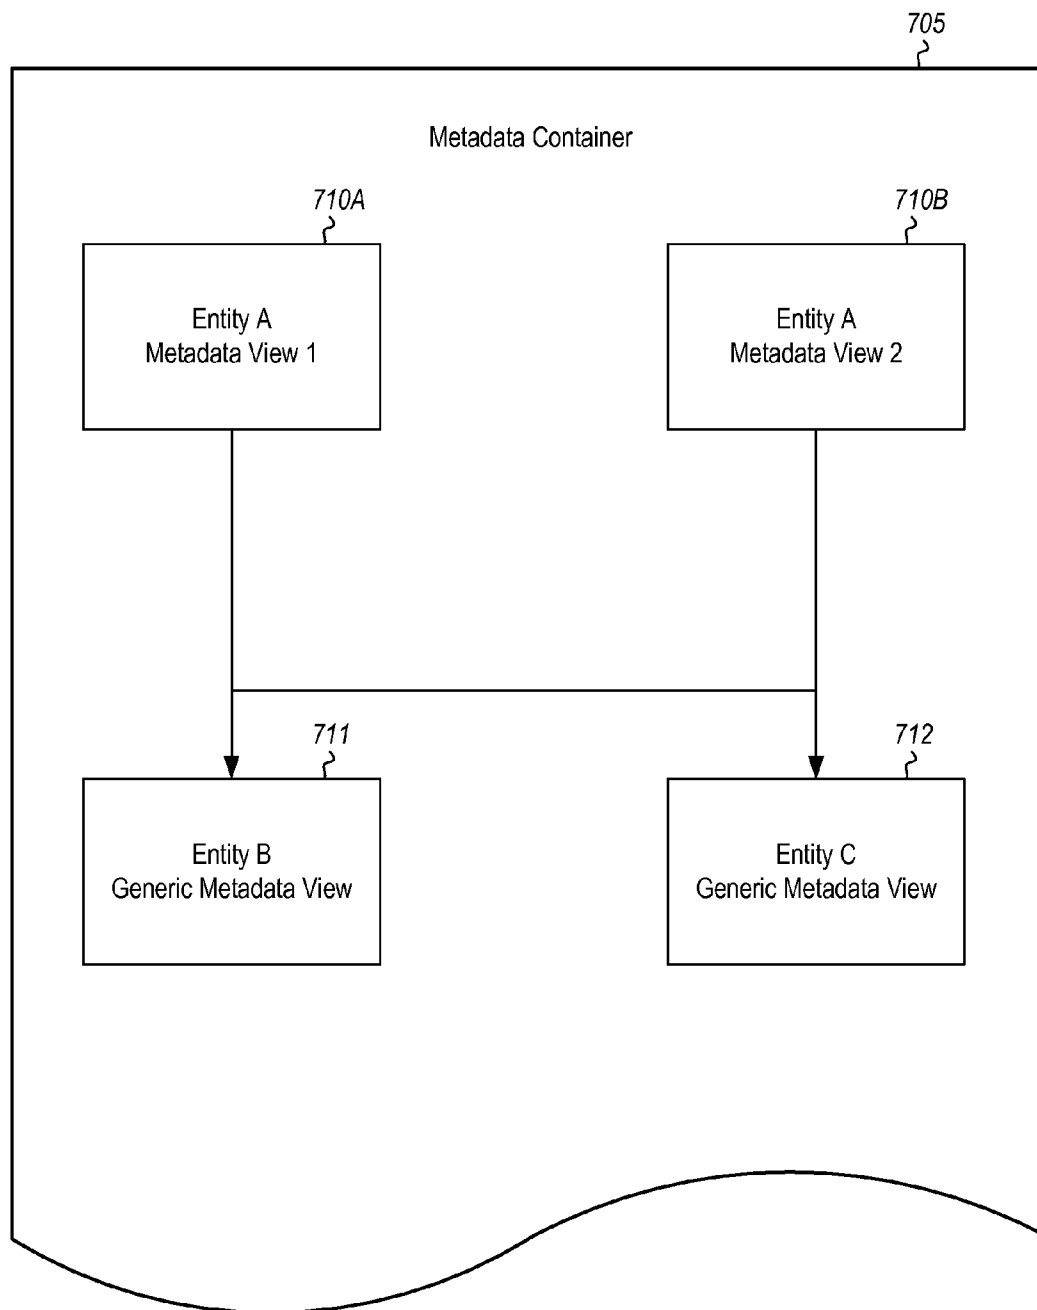 705
Metadata Container
710A
710B
Entity A
Metadata View 1
Entity A
Metadata View 2
711
712
Entity B
Generic Metadata View
Entity C
Generic Metadata View